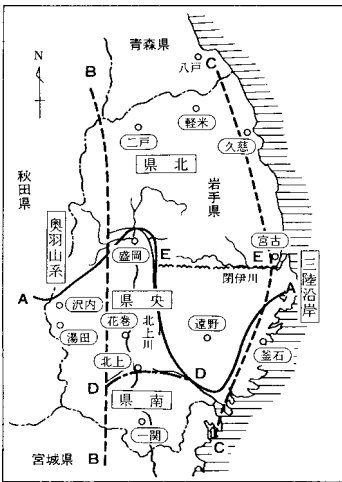 青森県
N
八戸
B
C
軽米
二戸
久慈
県北
秋田県
岩手県
奥羽山系
宮古
盛岡
E
E
閉伊川
三陸沿岸
A
沢内
県央
花巻
北上川
遠野
湯田
釜石
北上
D
D
県南
一関
宮城県
B
C